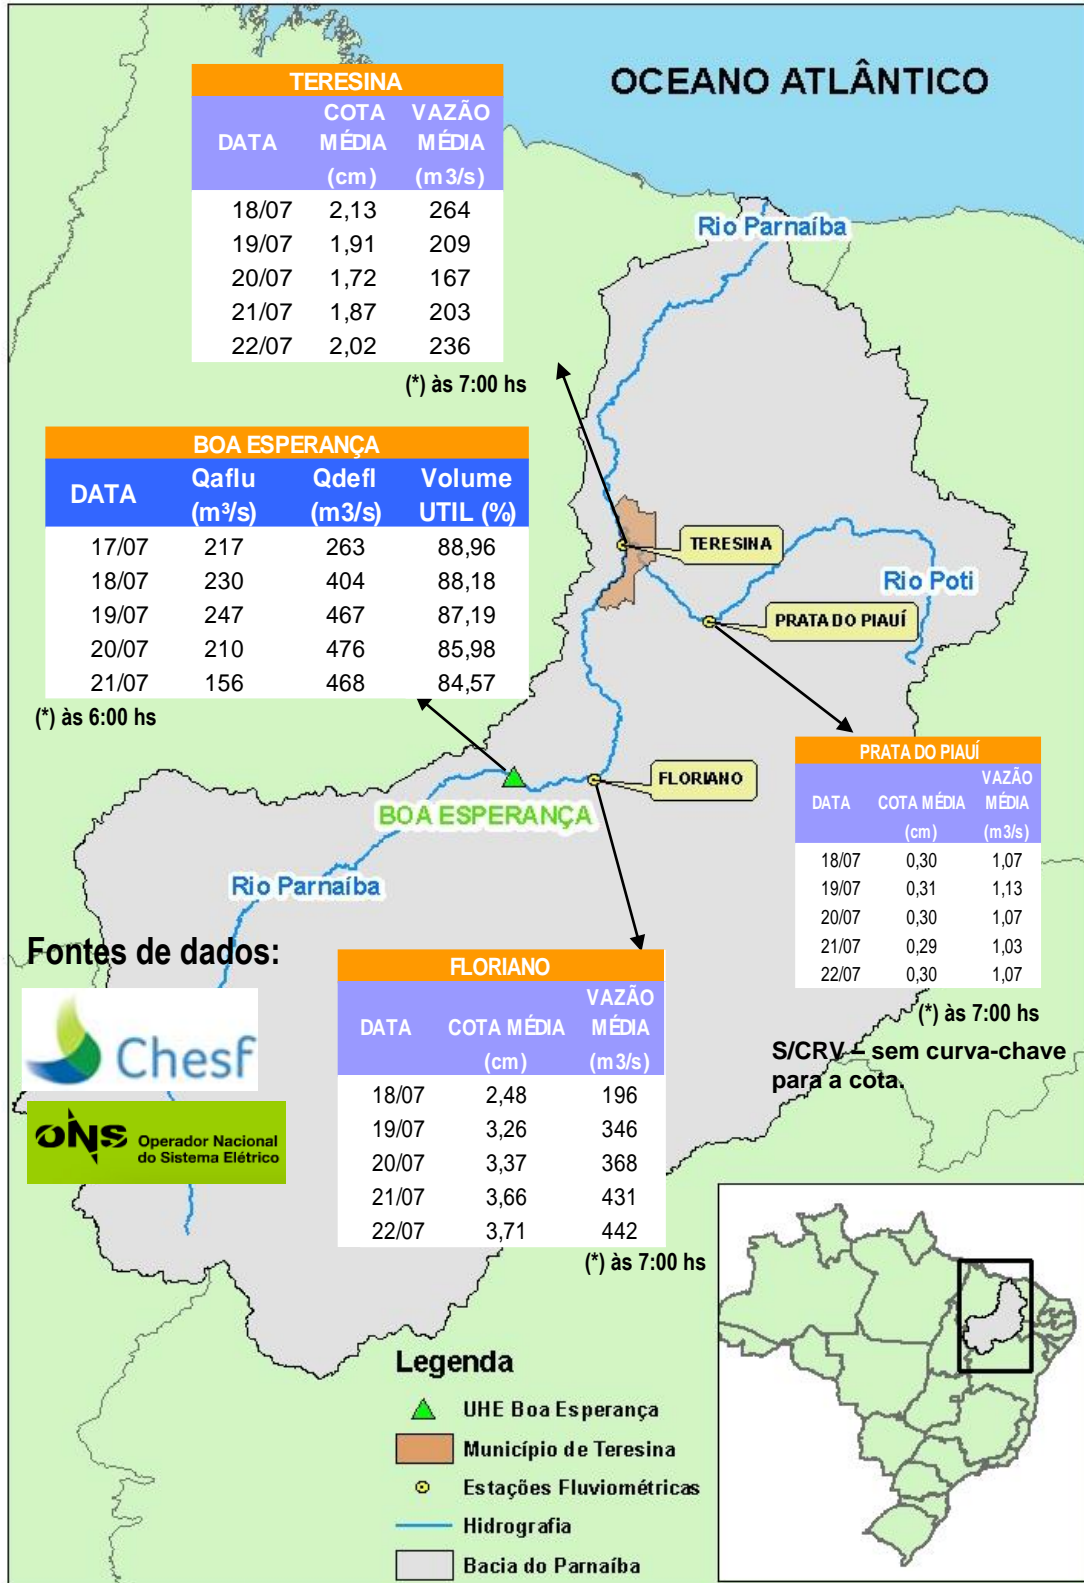 OCEANO ATLÂNTICO
TERESINA
DATA COTA MÉDIA (cm) VAZÃO MÉDIA (m3/s)
18/07 2,13 264
19/07 1,91 209
20/07 1,72 167
21/07 1,87 203
22/07 2,02 236
(*) às 7:00 hs
Rio Parnaíba
BOA ESPERANÇA
DATA Qaflu (m³/s) Qdefl (m3/s) Volume UTIL (%)
17/07 217 263 88,96
18/07 230 404 88,18
19/07 247 467 87,19
20/07 210 476 85,98
21/07 156 468 84,57
(*) às 6:00 hs
TERESINA
Rio Poti
PRATA DO PIAUÍ
FLORIANO
BOA ESPERANÇA
Rio Parnaíba
PRATA DO PIAUÍ
DATA COTA MÉDIA (cm) VAZÃO MÉDIA (m3/s)
18/07 0,30 1,07
19/07 0,31 1,13
20/07 0,30 1,07
21/07 0,29 1,03
22/07 0,30 1,07
(*) às 7:00 hs
S/CRV – sem curva-chave
para a cota.
Fontes de dados:
Chesf
ONS Operador Nacional
do Sistema Elétrico
FLORIANO
DATA COTA MÉDIA (cm) VAZÃO MÉDIA (m3/s)
18/07 2,48 196
19/07 3,26 346
20/07 3,37 368
21/07 3,66 431
22/07 3,71 442
(*) às 7:00 hs
Legenda
UHE Boa Esperança
Município de Teresina
Estações Fluviométricas
Hidrografia
Bacia do Parnaíba